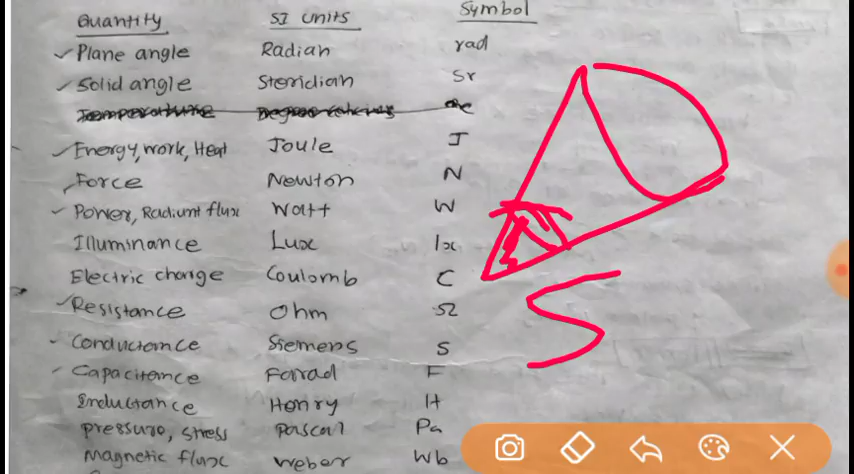 Quantity SI Units Symbol
Plane angle Radian rad
Solid angle Steridian Sr
Temperature
Energy, work, Heat Joule J
Force Newton N
Power, Radiunt flux Watt W
Illuminance Lux lx
Electric charge Coulomb C
Resistance Ohm Ω
Conductance Siemens S
Capacitance Farad F
Inductance Henry H
Pressure, stress pascal Pa
Magnetic flux weber Wb
S